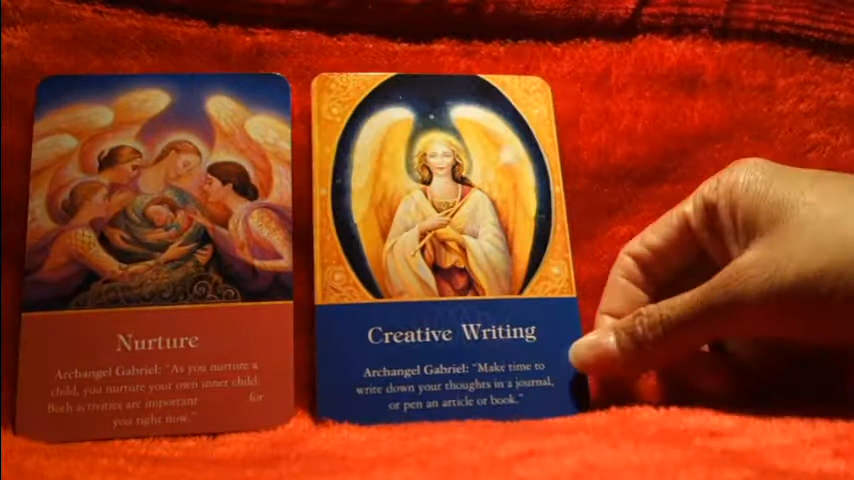 Nurture
Archangel Gabriel: "As you nurture a
child, you nurture your own inner child.
Both activities are important for
you right now."
Creative Writing
Archangel Gabriel: "Make time to
write down your thoughts in a journal,
or pen an article or book."